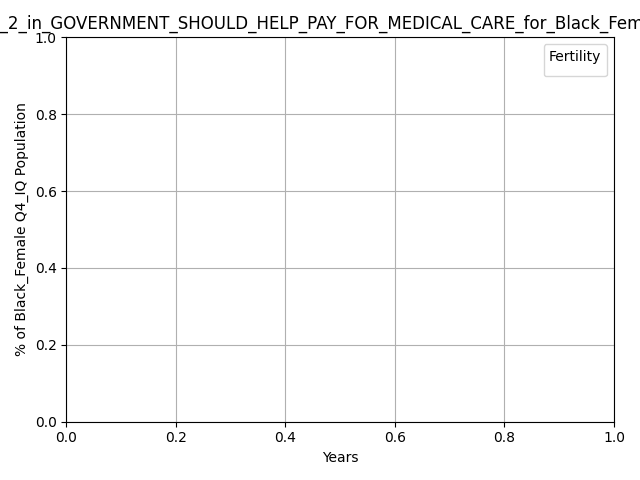 _2_in_GOVERNMENT_SHOULD_HELP_PAY_FOR_MEDICAL_CARE_for_Black_Fem
1.0
Fertility
0.8
0.6
0.4
0.2
0.0
% of Black_Female Q4_IQ Population
0.0 0.2 0.4 0.6 0.8 1.0
Years